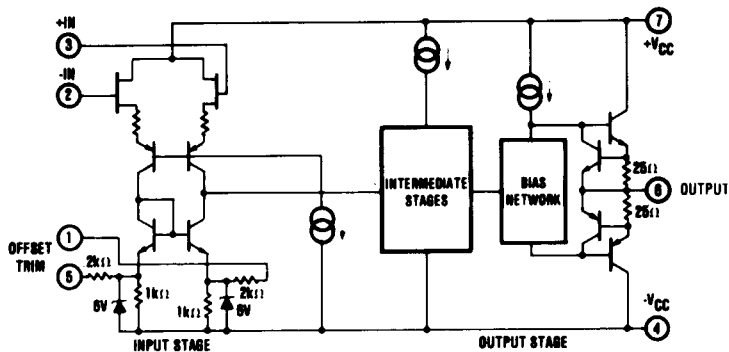 +IN
3
-IN
2
7
+VCC
INTERMEDIATE
STAGES
BIAS
NETWORK
25Ω
6 OUTPUT
25Ω
1
OFFSET
TRIM
5
2kΩ
6V
1kΩ
1kΩ
2kΩ
6V
-VCC
4
INPUT STAGE
OUTPUT STAGE